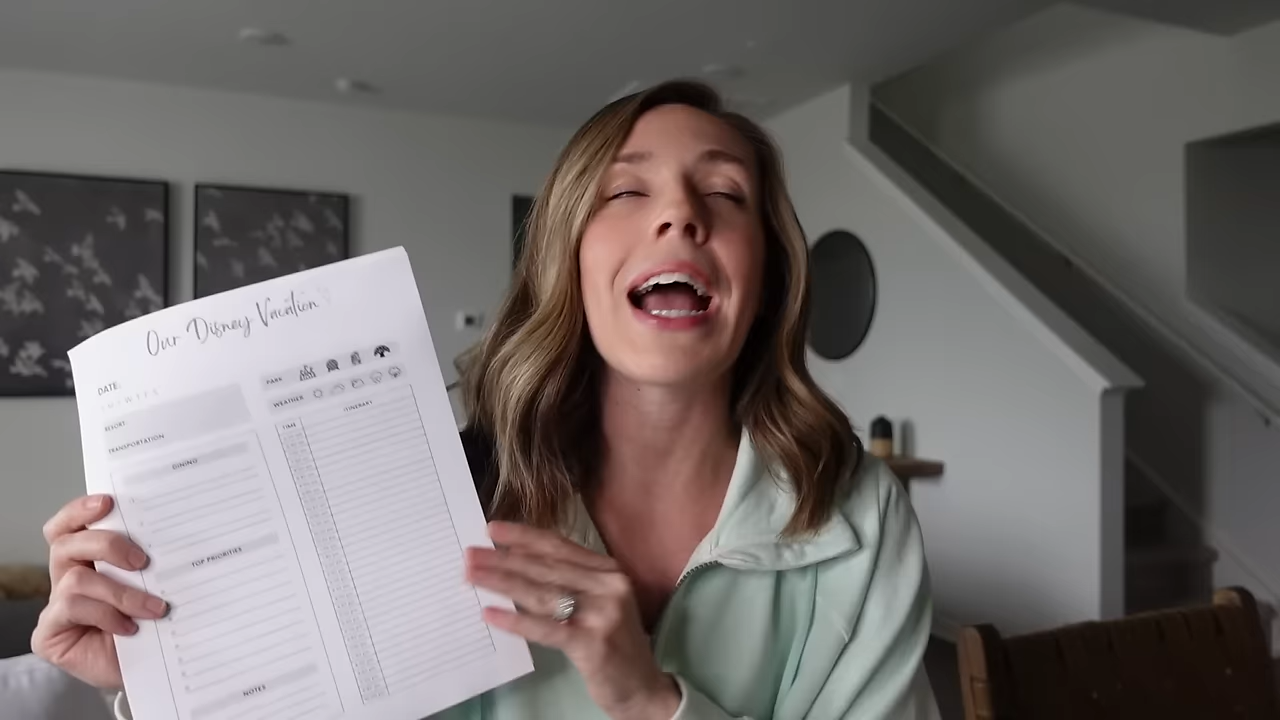 Our Disney Vacation
DATE:
RESORT
TRANSPORTATION
DINING
TOP PRIORITIES
NOTES
PARK
WEATHER
ITINERARY
TIME